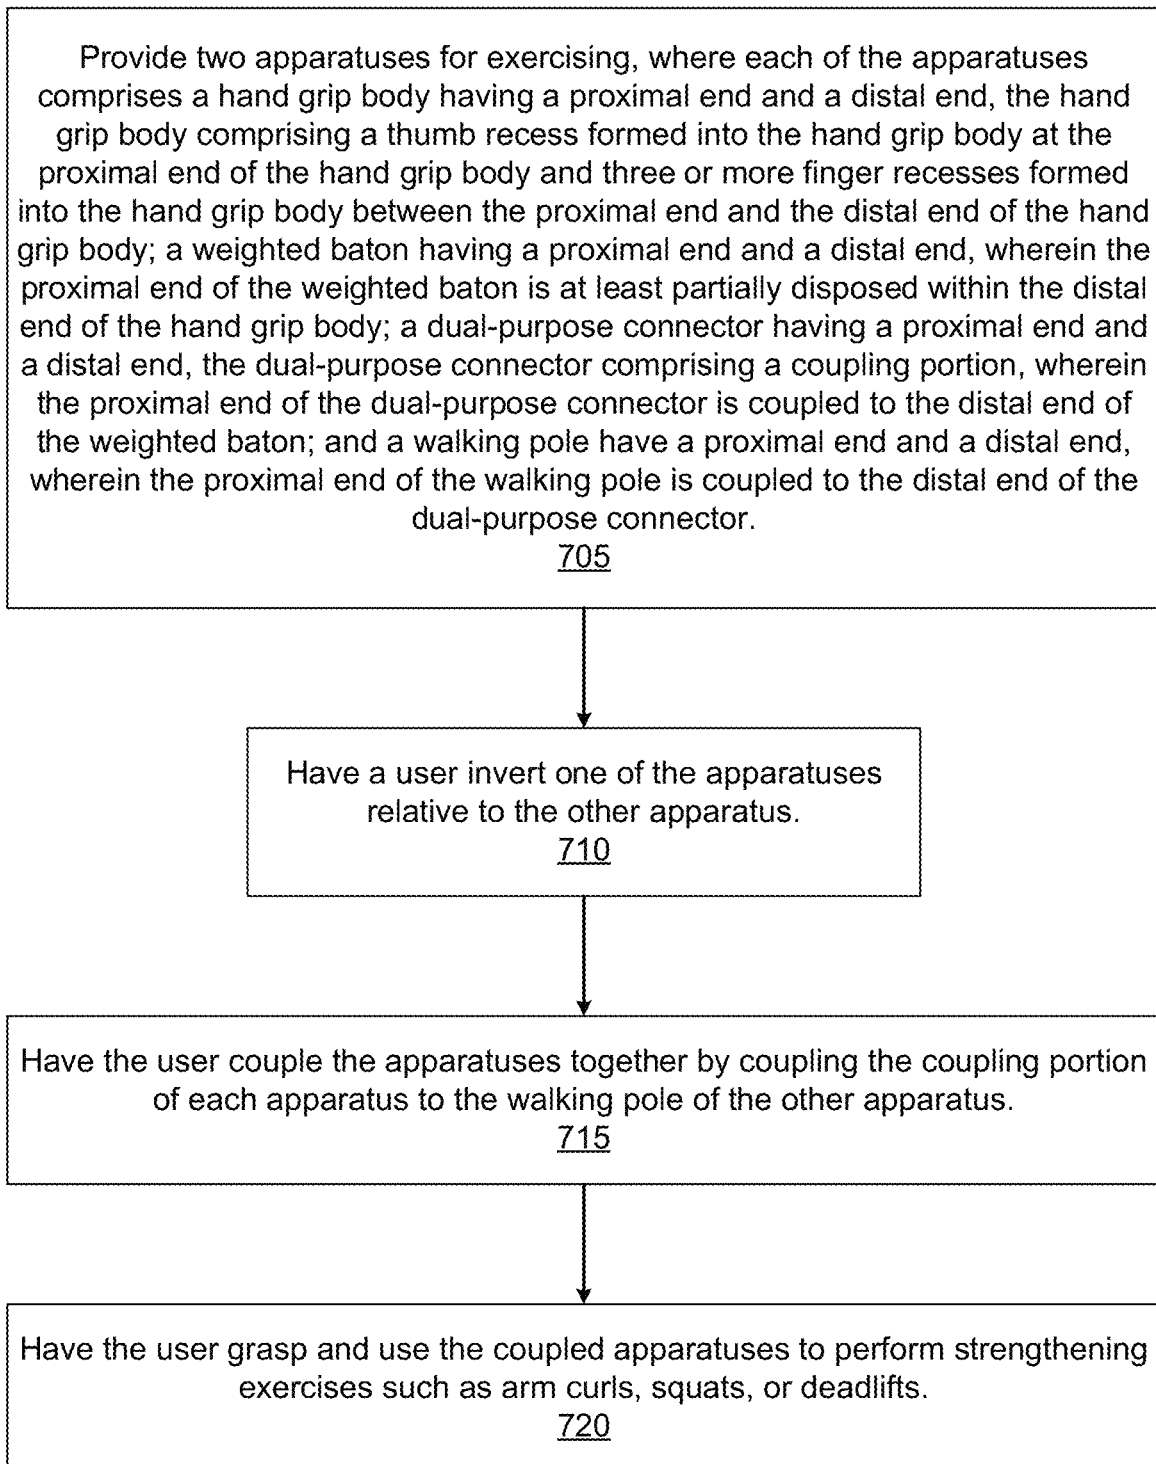 Provide two apparatuses for exercising, where each of the apparatuses
comprises a hand grip body having a proximal end and a distal end, the hand
grip body comprising a thumb recess formed into the hand grip body at the
proximal end of the hand grip body and three or more finger recesses formed
into the hand grip body between the proximal end and the distal end of the hand
grip body; a weighted baton having a proximal end and a distal end, wherein the
proximal end of the weighted baton is at least partially disposed within the distal
end of the hand grip body; a dual-purpose connector having a proximal end and
a distal end, the dual-purpose connector comprising a coupling portion, wherein
the proximal end of the dual-purpose connector is coupled to the distal end of
the weighted baton; and a walking pole have a proximal end and a distal end,
wherein the proximal end of the walking pole is coupled to the distal end of the
dual-purpose connector.
705
Have a user invert one of the apparatuses
relative to the other apparatus.
710
Have the user couple the apparatuses together by coupling the coupling portion
of each apparatus to the walking pole of the other apparatus.
715
Have the user grasp and use the coupled apparatuses to perform strengthening
exercises such as arm curls, squats, or deadlifts.
720